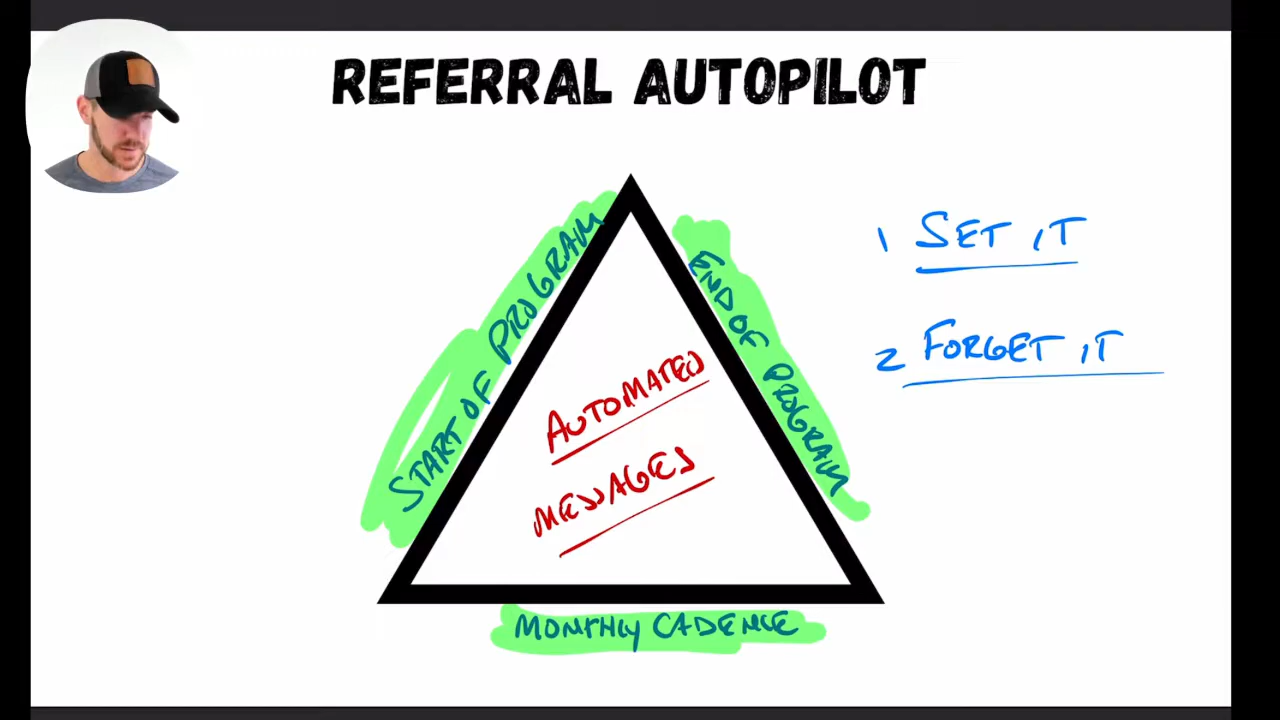 REFERRAL AUTOPILOT
START OF PROGRAM
END OF PROGRAM
AUTOMATED
MESSAGES
MONTHLY CADENCE
1 SET IT
2 FORGET IT